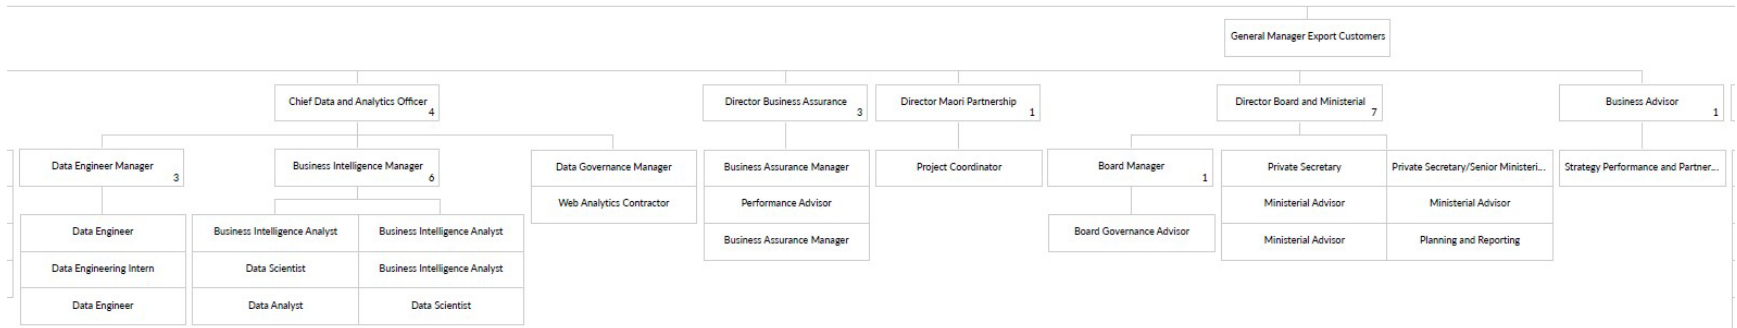 General Manager Export Customers
Chief Data and Analytics Officer
4
Director Business Assurance
3
Director Maori Partnership
1
Director Board and Ministerial
7
Business Advisor
1
Data Engineer Manager
3
Business Intelligence Manager
6
Data Governance Manager
Web Analytics Contractor
Business Assurance Manager
Performance Advisor
Business Assurance Manager
Project Coordinator
Board Manager
1
Private Secretary
Private Secretary/Senior Ministeri...
Ministerial Advisor
Ministerial Advisor
Ministerial Advisor
Planning and Reporting
Strategy Performance and Partner...
Data Engineer
Data Engineering Intern
Data Engineer
Business Intelligence Analyst
Business Intelligence Analyst
Data Scientist
Business Intelligence Analyst
Data Analyst
Data Scientist
Board Governance Advisor